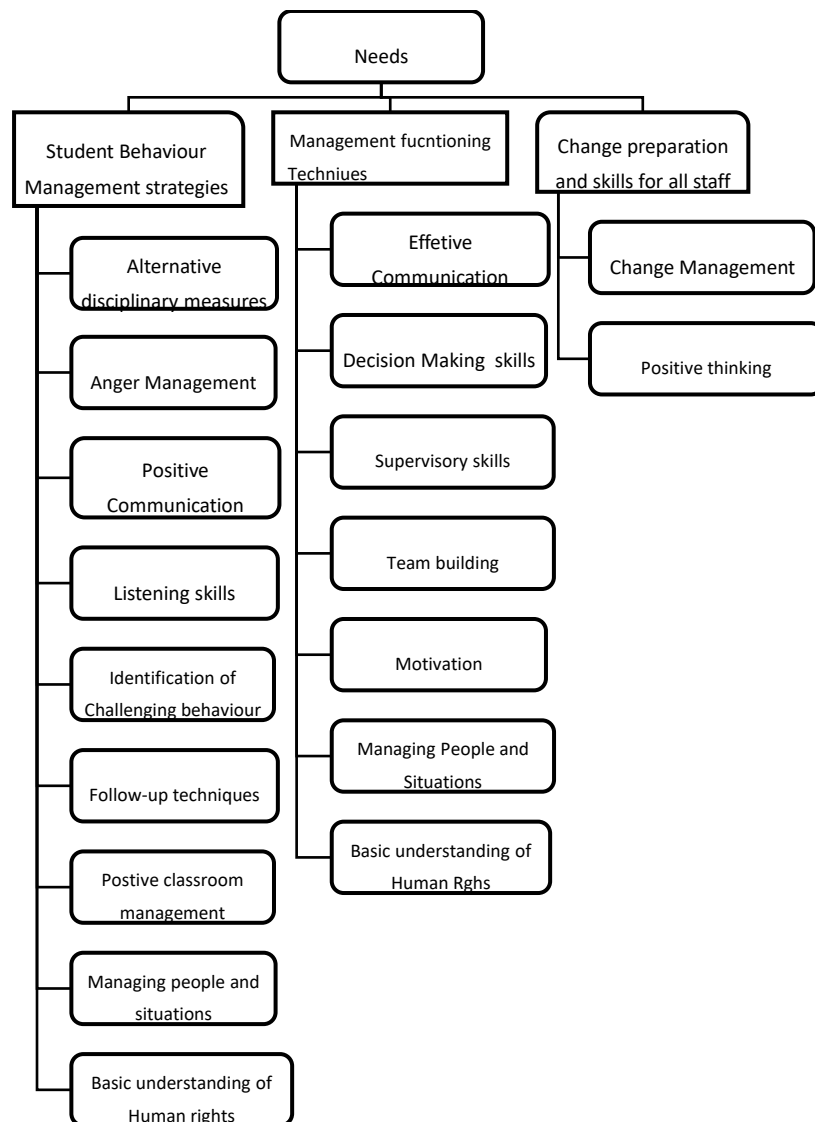 Needs
Student Behaviour
Management strategies
Alternative
disciplinary measures
Anger Management
Positive
Communication
Listening skills
Identification of
Challenging behaviour
Follow-up techniques
Postive classroom
management
Managing people and
situations
Basic understanding of
Human rights
Management fucntioning
Techniues
Effetive
Communication
Decision Making  skills
Supervisory skills
Team building
Motivation
Managing People and
Situations
Basic understanding of
Human Rghs
Change preparation
and skills for all staff
Change Management
Positive thinking